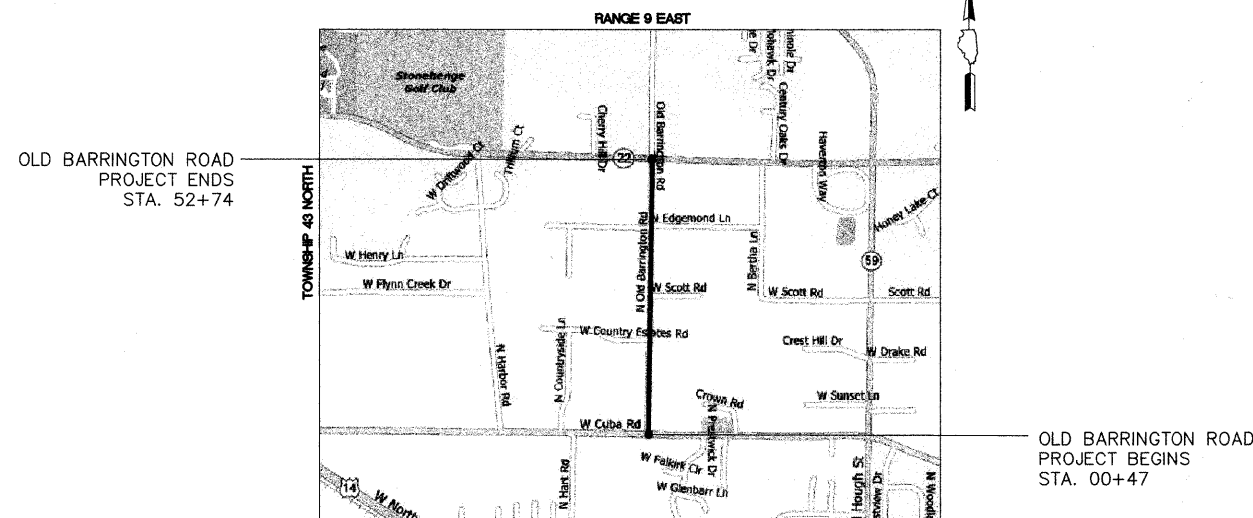 RANGE 9 EAST
Stonehenge
Golf Club
Cherry Hill Dr
Old Barrington Rd
Mohawk Dr
Century Oaks Dr
Haverton Way
OLD BARRINGTON ROAD
PROJECT ENDS
STA. 52+74
22
W Driftwood Ct
Trillium Ct
TOWNSHIP 43 NORTH
Honey Lake Ct
N Edgemond Ln
N Old Barrington Rd
N Bertha Ln
W Henry Ln
59
W Flynn Creek Dr
W Scott Rd
W Scott Rd
Scott Rd
W Country Estates Rd
N Countryside Ln
Crest Hill Dr
W Drake Rd
N Harbor Rd
Crown Rd
W Sunset Ln
W Cuba Rd
N Prestwick Dr
OLD BARRINGTON ROAD
PROJECT BEGINS
STA. 00+47
W Falkirk Cir
N Hart Rd
Hough St
14
W Glenbarr Ln
W North